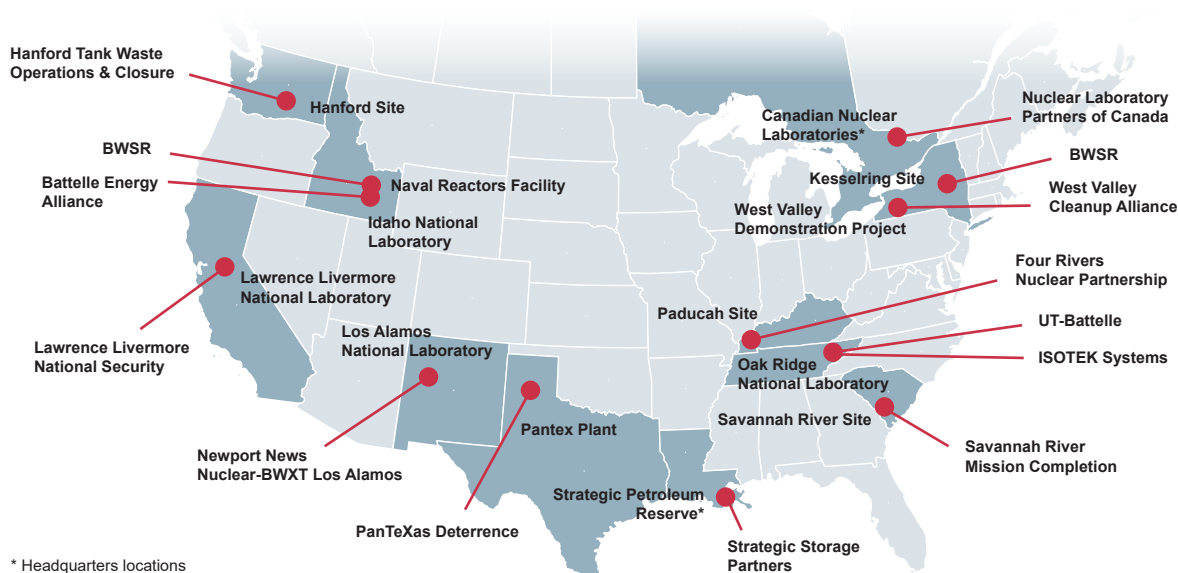 Hanford Tank Waste
Operations & Closure
Hanford Site
BWSR
Battelle Energy
Alliance
Naval Reactors Facility
Idaho National
Laboratory
Lawrence Livermore
National Laboratory
Lawrence Livermore
National Security
Los Alamos
National Laboratory
Newport News
Nuclear-BWXT Los Alamos
Pantex Plant
PanTeXas Deterrence
Canadian Nuclear
Laboratories*
Nuclear Laboratory
Partners of Canada
Kesselring Site
BWSR
West Valley
Demonstration Project
West Valley
Cleanup Alliance
Paducah Site
Four Rivers
Nuclear Partnership
Oak Ridge
National Laboratory
UT-Battelle
ISOTEK Systems
Savannah River Site
Savannah River
Mission Completion
Strategic Petroleum
Reserve*
Strategic Storage
Partners
* Headquarters locations